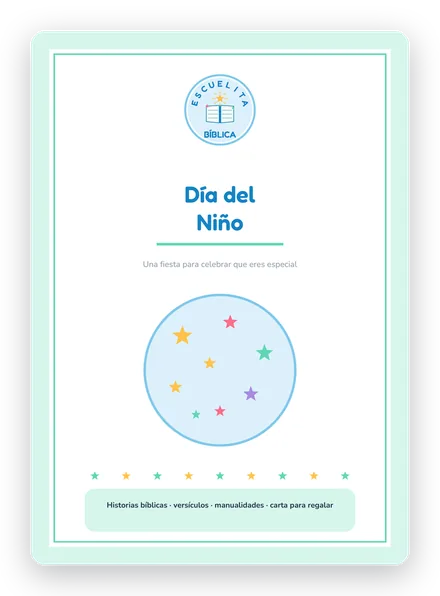 ESCUELITA
BÍBLICA
Día del
Niño
Una fiesta para celebrar que eres especial
Historias bíblicas · versículos · manualidades · carta para regalar